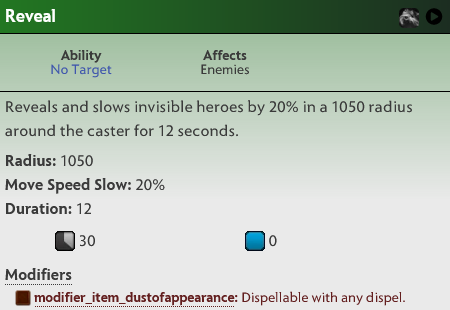 Reveal
Ability Affects
No Target Enemies
Reveals and slows invisible heroes by 20% in a 1050 radius
around the caster for 12 seconds.
Radius: 1050
Move Speed Slow: 20%
Duration: 12
30 0
Modifiers
modifier_item_dustofappearance: Dispellable with any dispel.